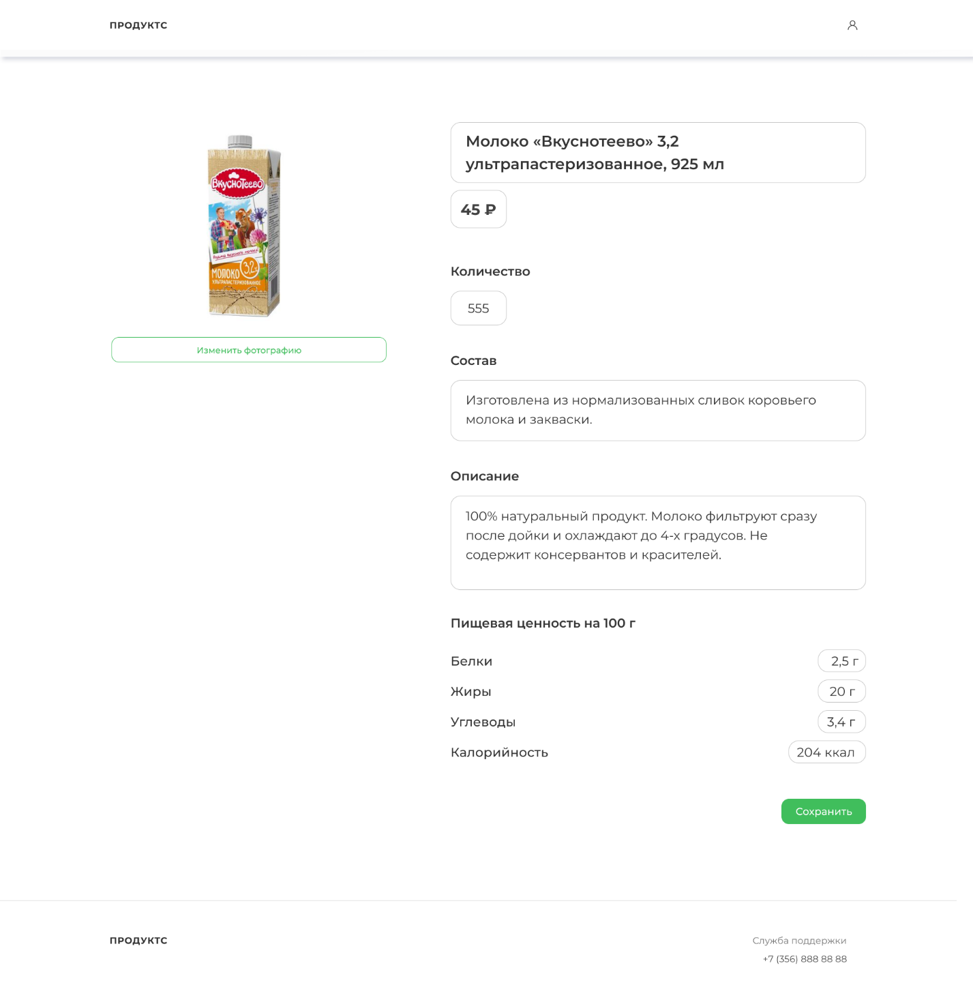 ПРОДУКТС
Молоко «Вкуснотеево» 3,2
ультрапастеризованное, 925 мл
45 ₽
ВКУСНОТЕЕВО
Родина вкусного молока!
3,2%
МОЛОКО
УЛЬТРАПАСТЕРИЗОВАННОЕ
Изменить фотографию
Количество
555
Состав
Изготовлена из нормализованных сливок коровьего
молока и закваски.
Описание
100% натуральный продукт. Молоко фильтруют сразу
после дойки и охлаждают до 4-х градусов. Не
содержит консервантов и красителей.
Пищевая ценность на 100 г
Белки 2,5 г
Жиры 20 г
Углеводы 3,4 г
Калорийность 204 ккал
Сохранить
ПРОДУКТС
Служба поддержки
+7 (356) 888 88 88